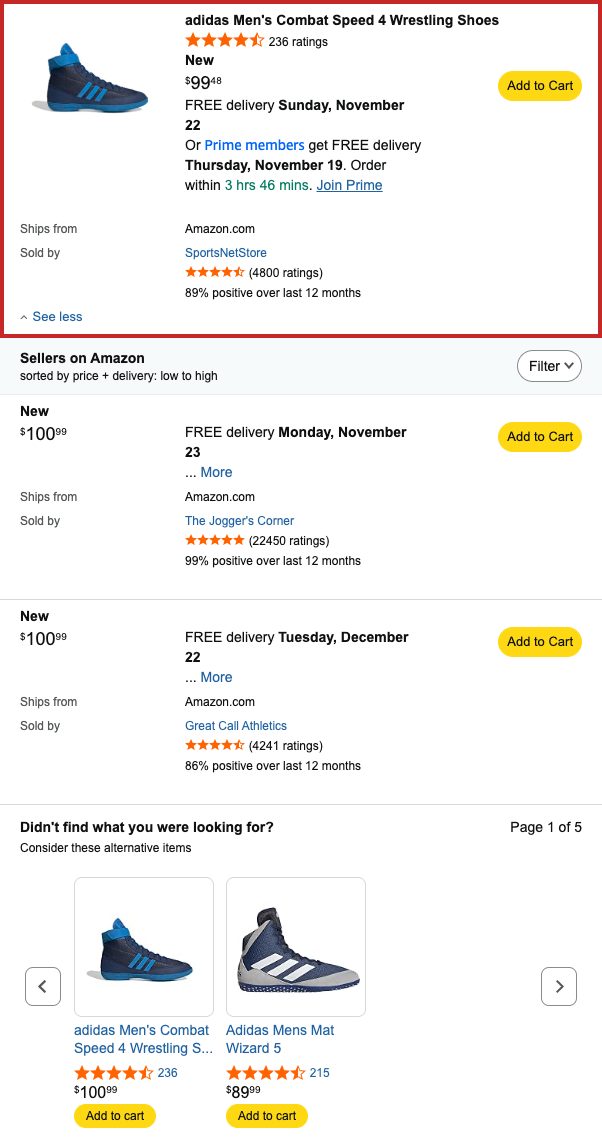 adidas Men's Combat Speed 4 Wrestling Shoes
236 ratings
New
$9948
Add to Cart
FREE delivery Sunday, November
22
Or Prime members get FREE delivery
Thursday, November 19. Order
within 3 hrs 46 mins. Join Prime
Ships from Amazon.com
Sold by SportsNetStore
(4800 ratings)
89% positive over last 12 months
See less
Sellers on Amazon
sorted by price + delivery: low to high
Filter
New
$10099 FREE delivery Monday, November Add to Cart
23
... More
Ships from Amazon.com
Sold by The Jogger's Corner
(22450 ratings)
99% positive over last 12 months
New
$10099 FREE delivery Tuesday, December Add to Cart
22
... More
Ships from Amazon.com
Sold by Great Call Athletics
(4241 ratings)
86% positive over last 12 months
Didn't find what you were looking for? Page 1 of 5
Consider these alternative items
adidas Men's Combat
Speed 4 Wrestling S...
236
$10099
Add to cart
Adidas Mens Mat
Wizard 5
215
$8999
Add to cart